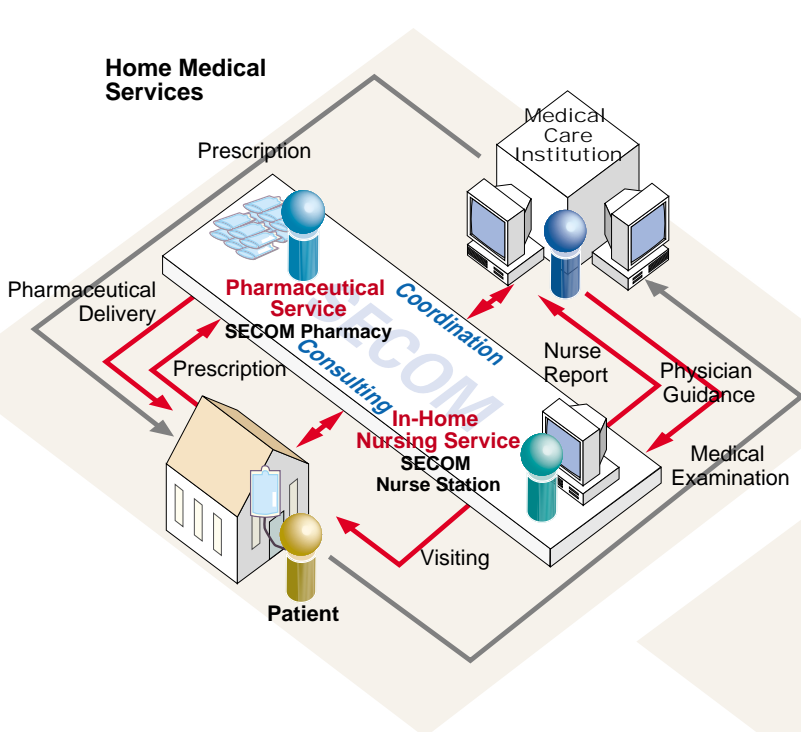 Home Medical
Services
Medical
Care
Institution
Prescription
Pharmaceutical
Delivery
Pharmaceutical
Service
SECOM Pharmacy
Coordination
SECOM
Consulting
Prescription
Nurse
Report
Physician
Guidance
In-Home
Nursing Service
SECOM
Nurse Station
Medical
Examination
Visiting
Patient